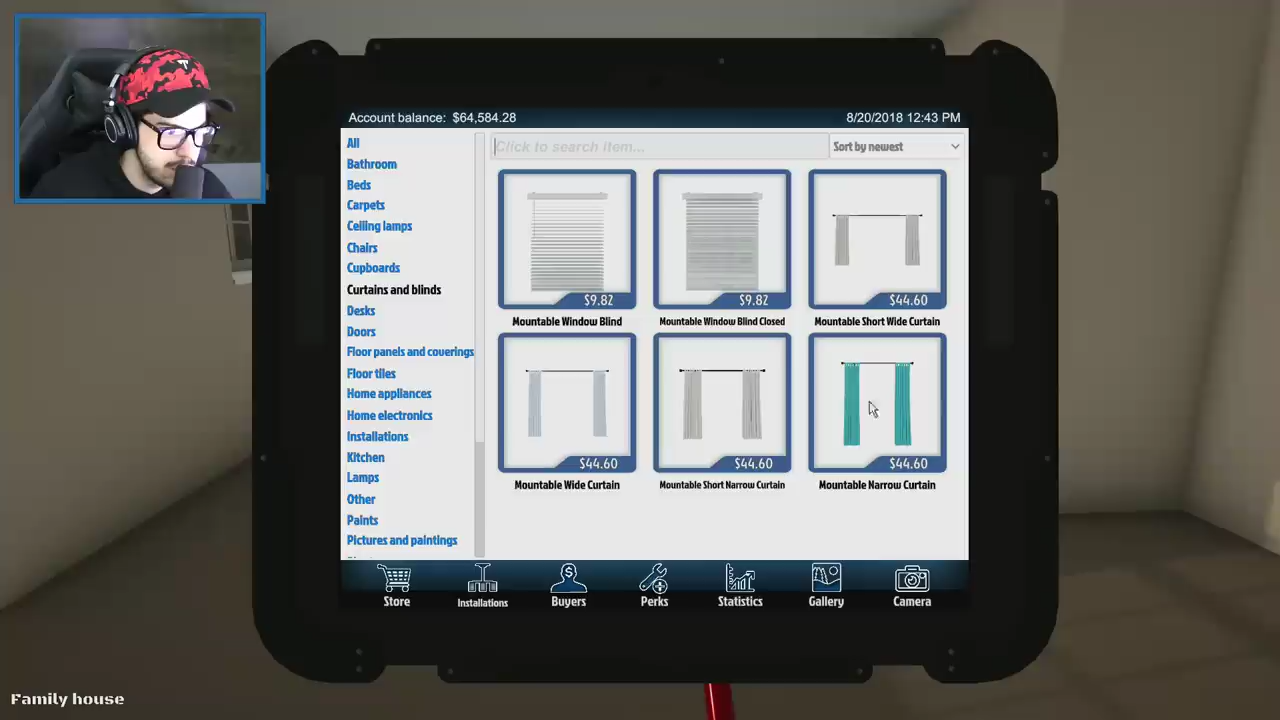 Account balance: $64,584.28
8/20/2018 12:43 PM
All
Bathroom
Beds
Carpets
Ceiling lamps
Chairs
Cupboards
Curtains and blinds
Desks
Doors
Floor panels and coverings
Floor tiles
Home appliances
Home electronics
Installations
Kitchen
Lamps
Other
Paints
Pictures and paintings
Click to search item...
Sort by newest
$9.82
$9.82
$44.60
Mountable Window Blind
Mountable Window Blind Closed
Mountable Short Wide Curtain
$44.60
$44.60
$44.60
Mountable Wide Curtain
Mountable Short Narrow Curtain
Mountable Narrow Curtain
Store
Installations
Buyers
Perks
Statistics
Gallery
Camera
Family house